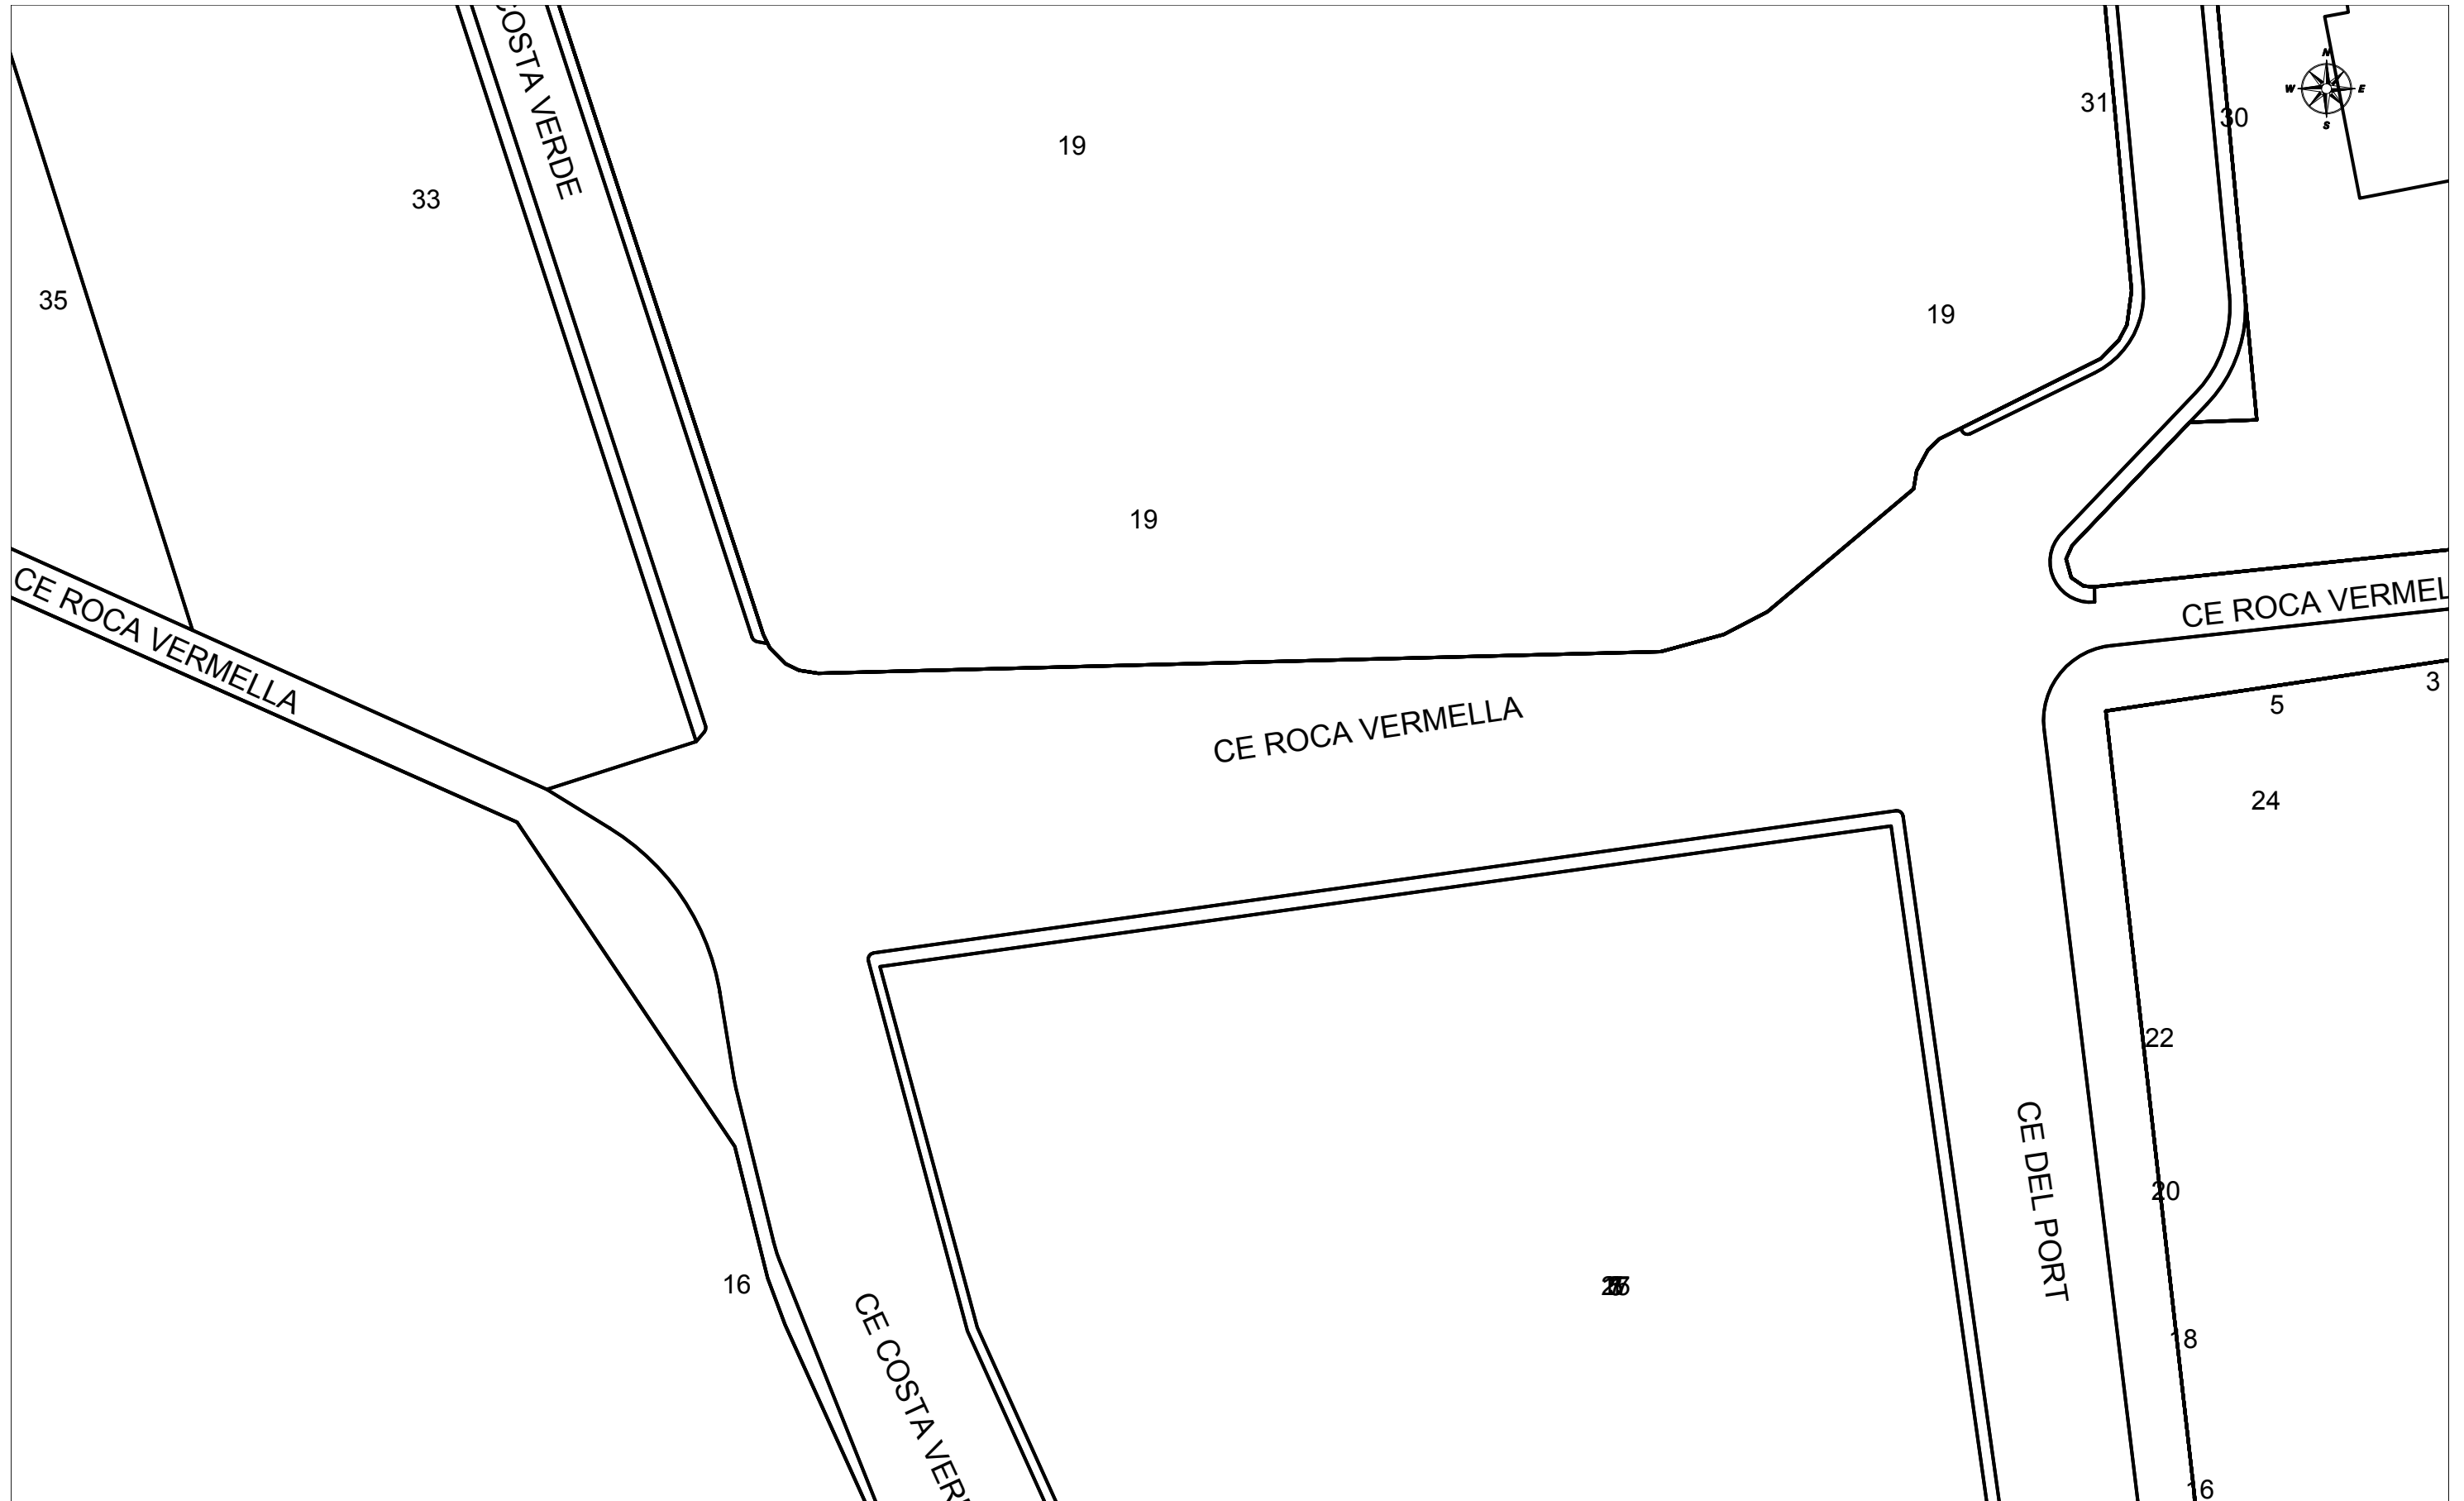 COSTA VERDE
N
W
E
S
31
30
19
33
35
19
19
CE ROCA VERMELLA
CE ROCA VERMEL
CE ROCA VERMELLA
5
3
24
22
CE DEL PORT
20
16
CE COSTA VER
18
16